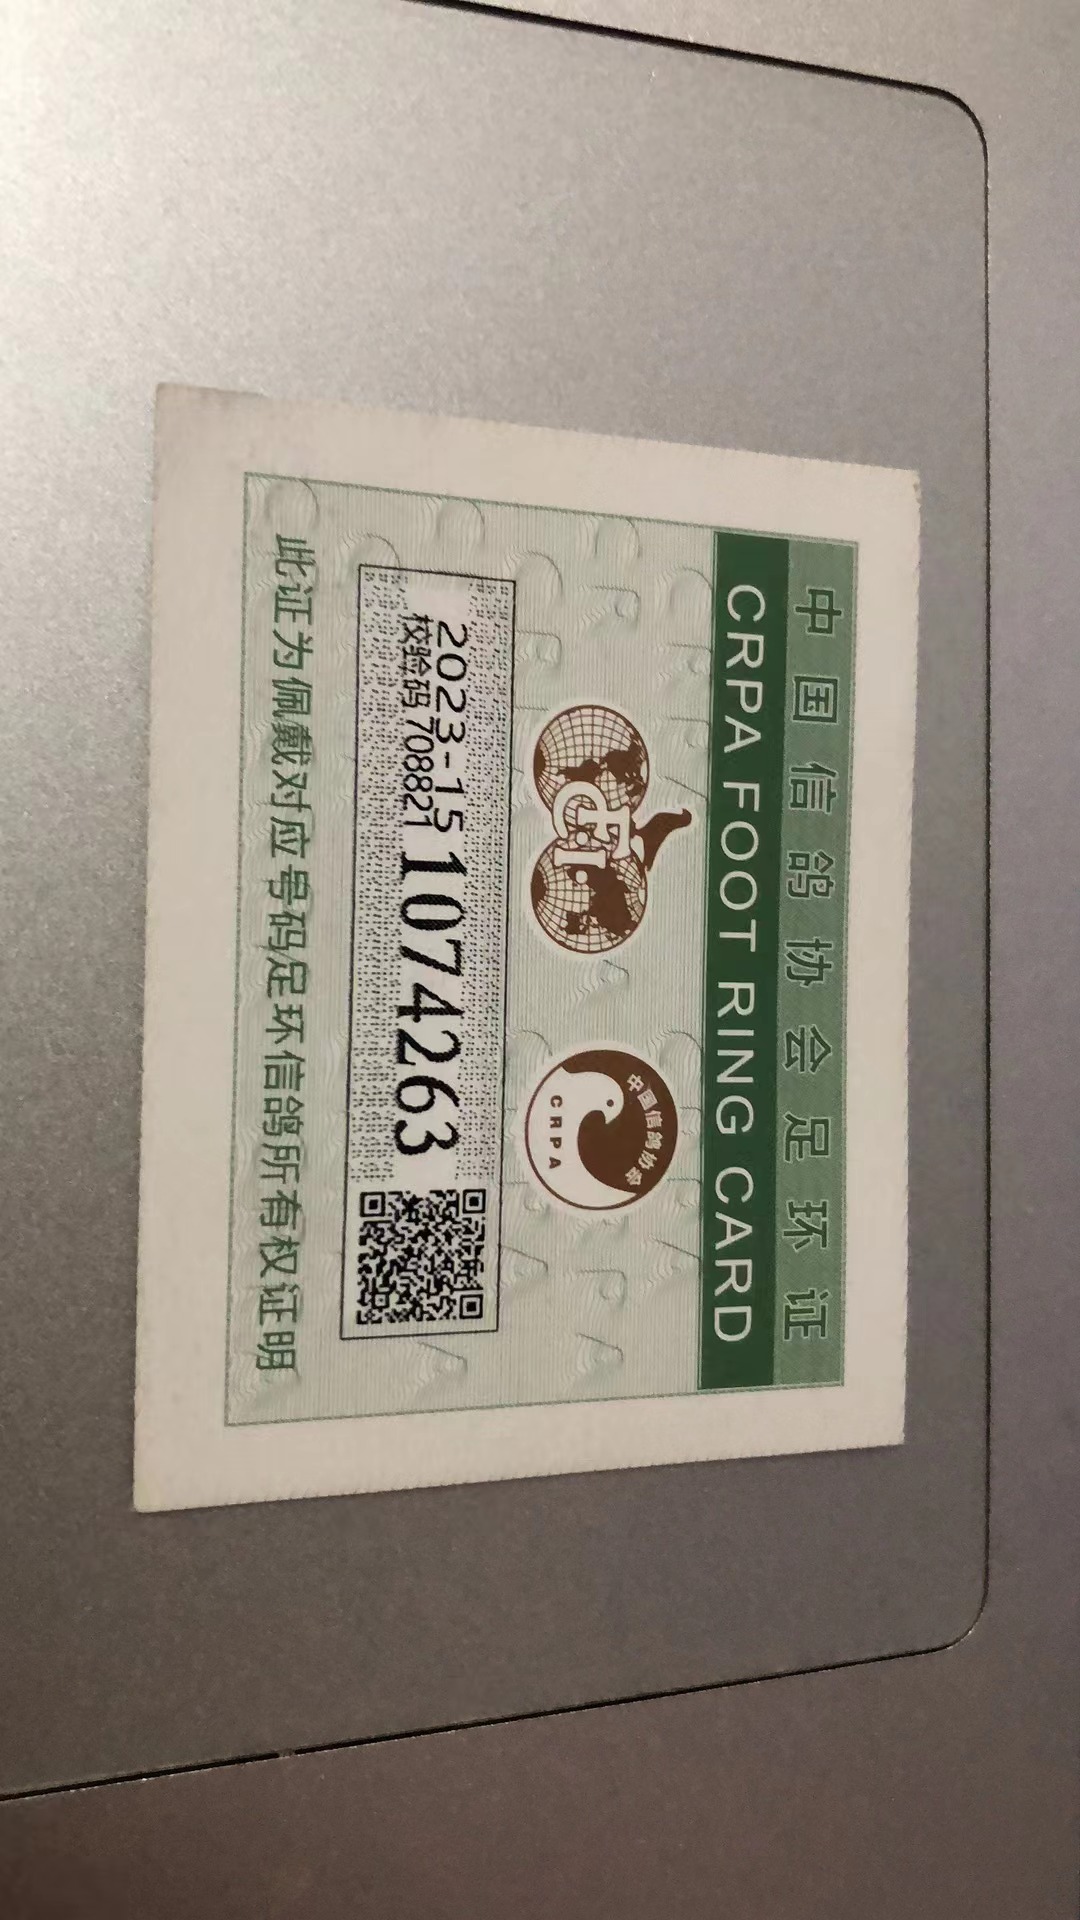 中国信鸽协会足环证
CRPA FOOT RING CARD
FCI
中国信鸽协会
CRPA
2023-15 1074263
校验码 708821
此证为佩戴对应号码足环信鸽所有权证明